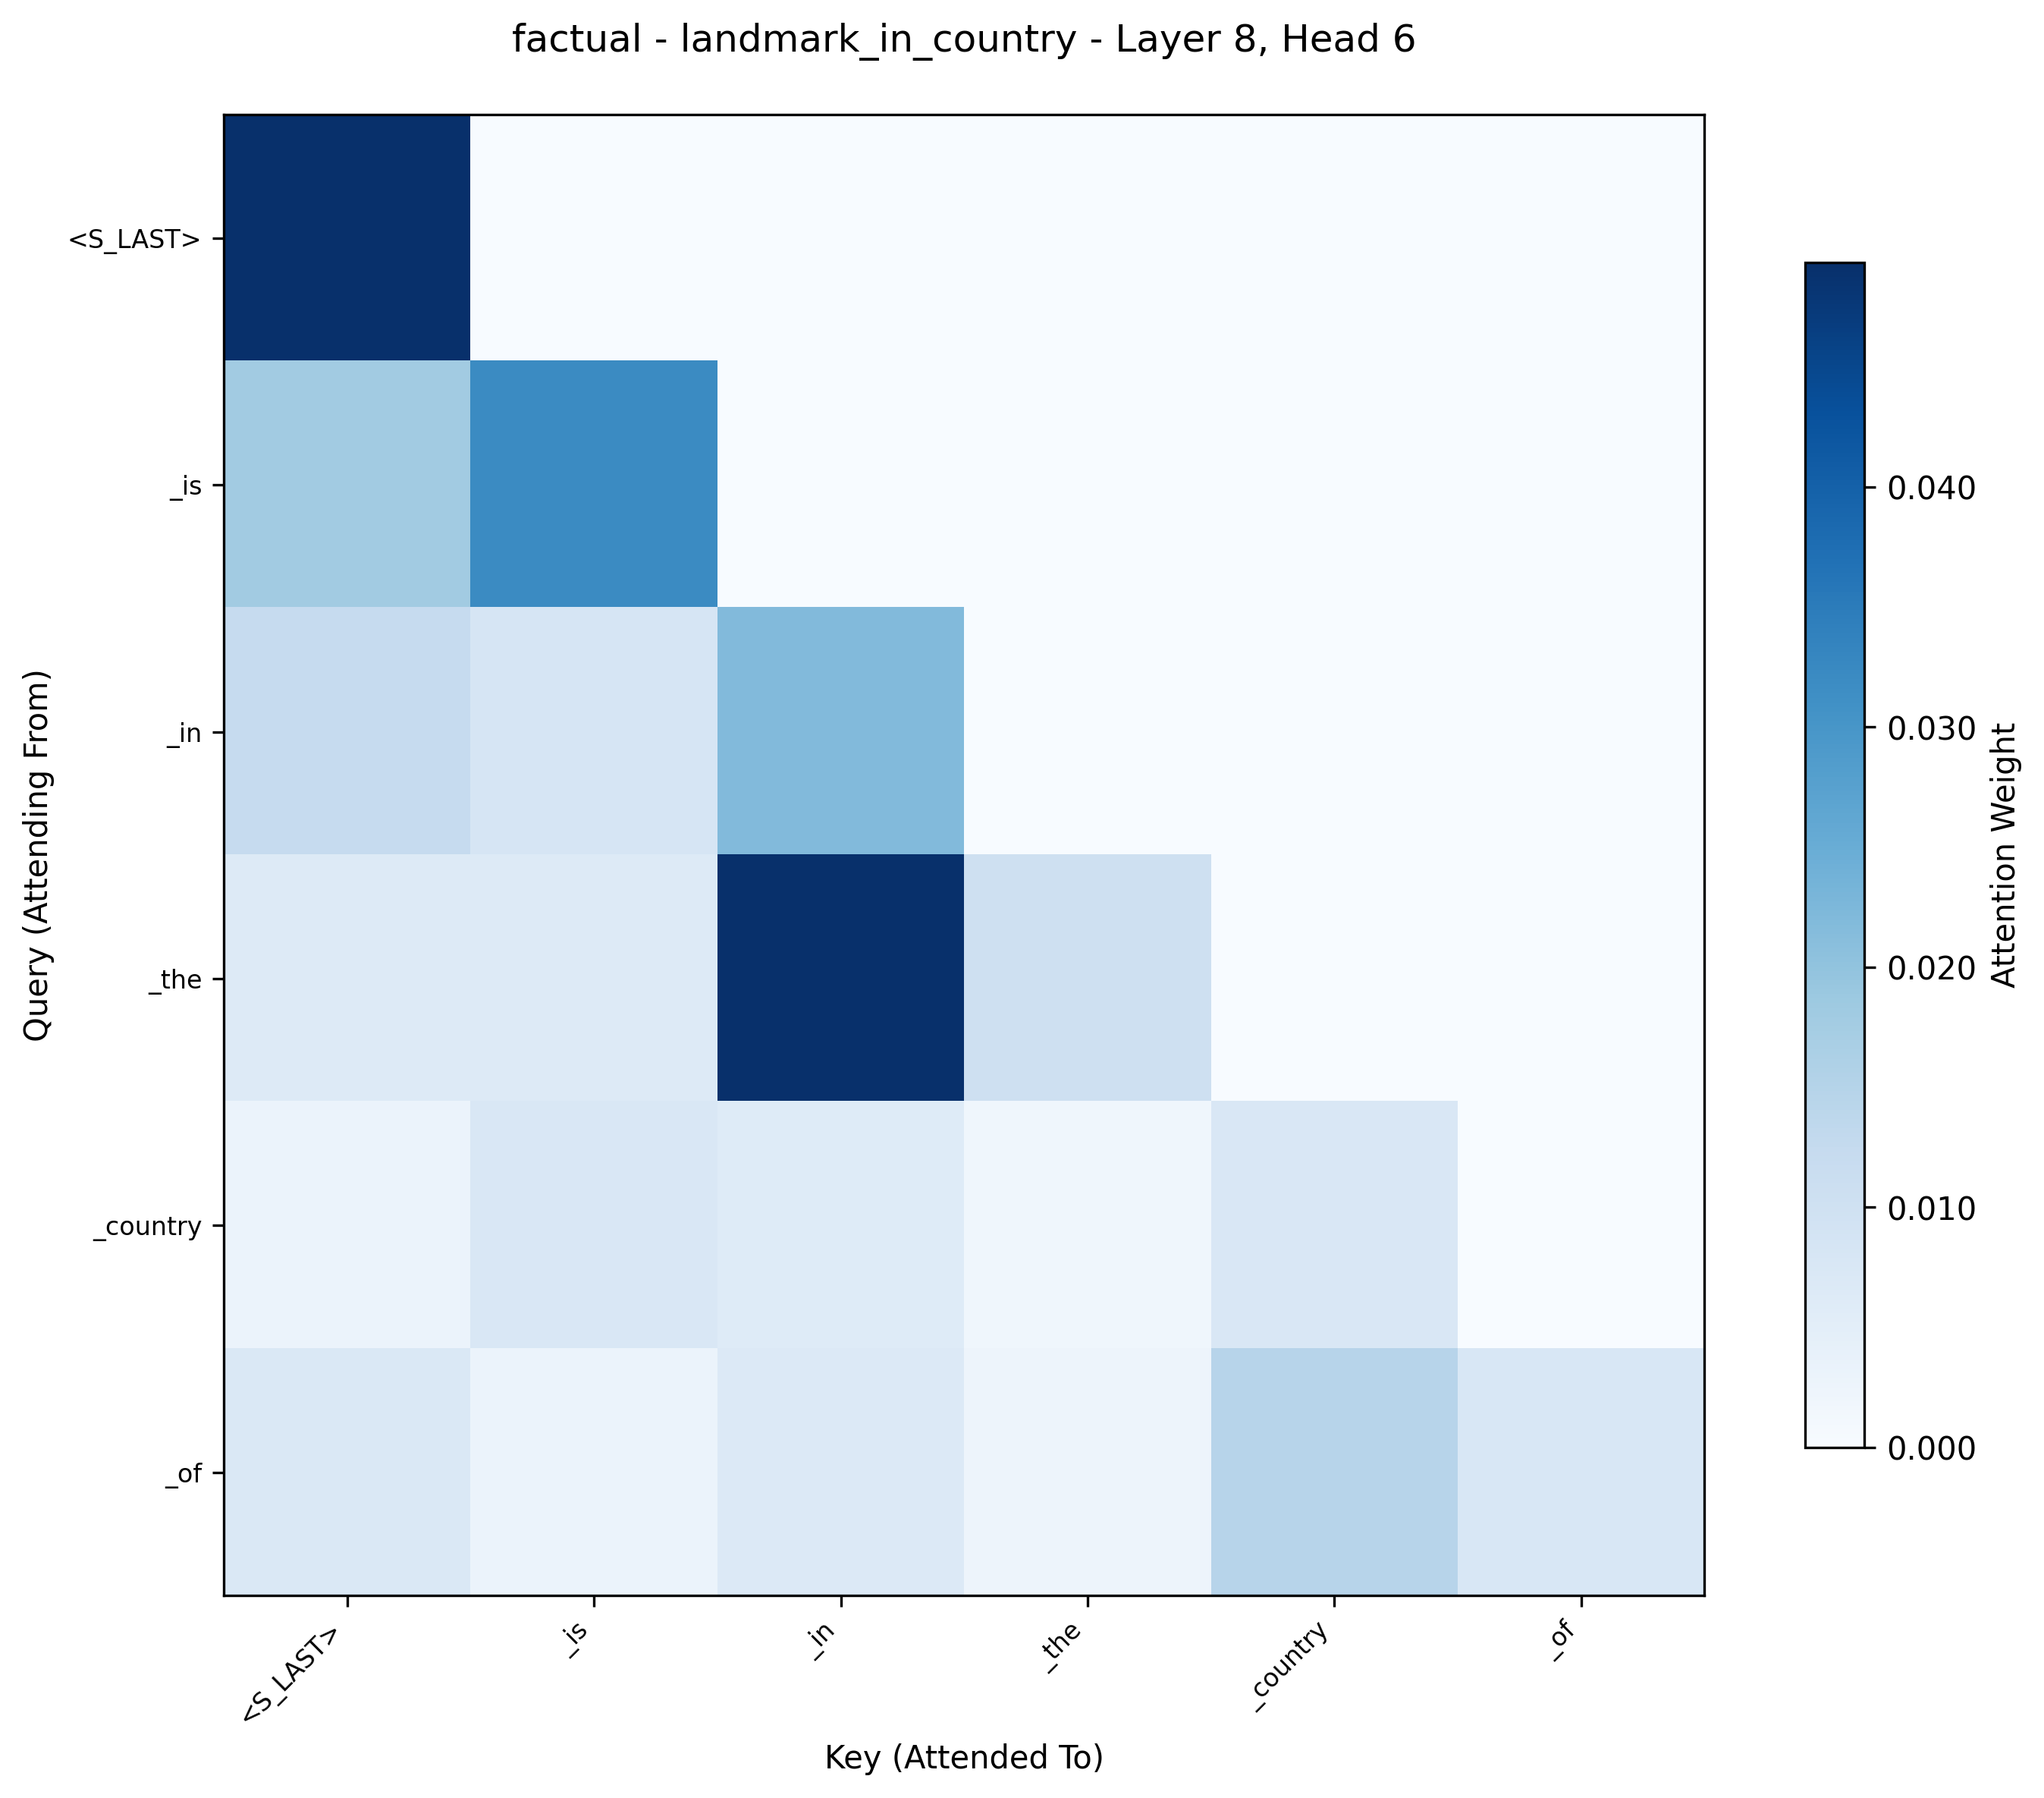 factual - landmark_in_country - Layer 8, Head 6
Query (Attending From)
<S_LAST>
_is
_in
_the
_country
_of
<S_LAST>
_is
_in
_the
_country
_of
Key (Attended To)
0.040
0.030
0.020
0.010
0.000
Attention Weight